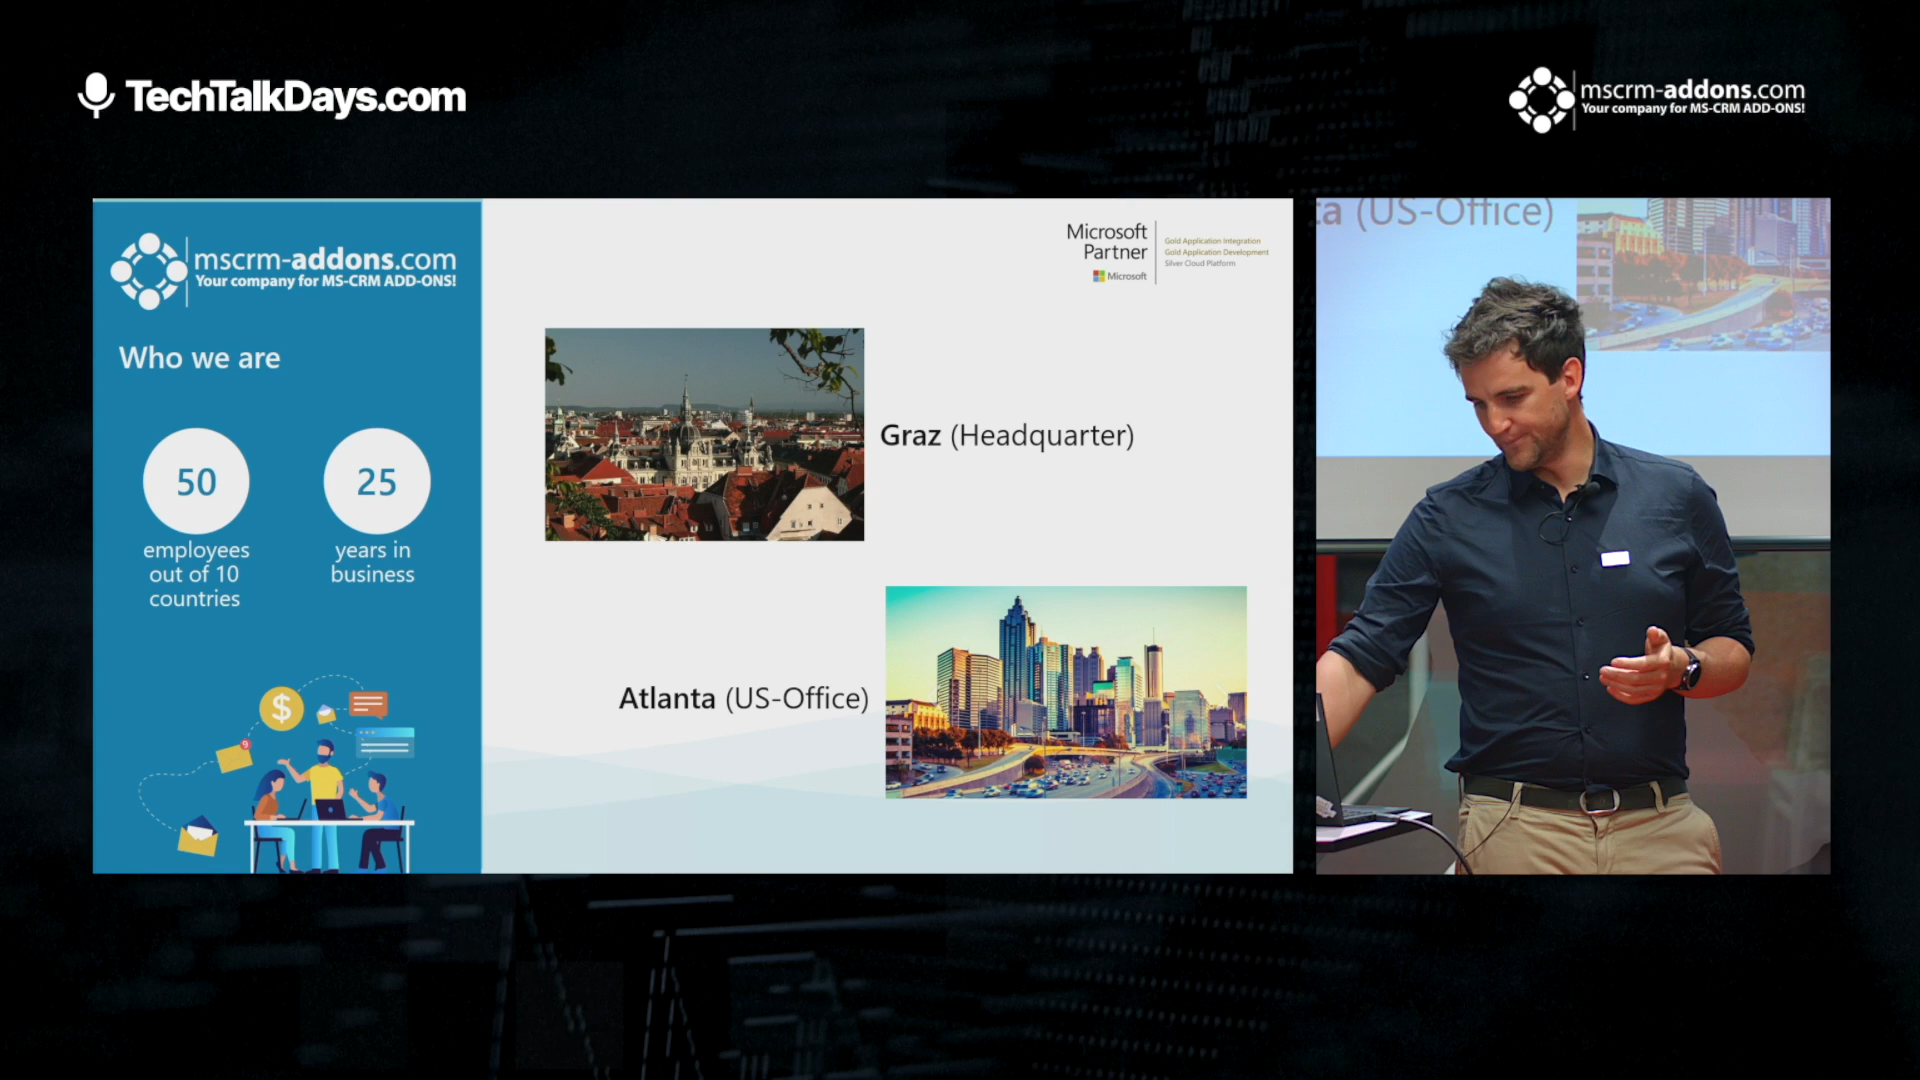 TechTalkDays.com
mscrm-addons.com
Your company for MS-CRM ADD-ONS!
mscrm-addons.com
Your company for MS-CRM ADD-ONS!
Who we are
50
employees
out of 10
countries
25
years in
business
Microsoft
Partner
Microsoft
Gold Application Integration
Gold Application Development
Silver Cloud Platform
Graz (Headquarter)
Atlanta (US-Office)
$
9
ta (US-Office)